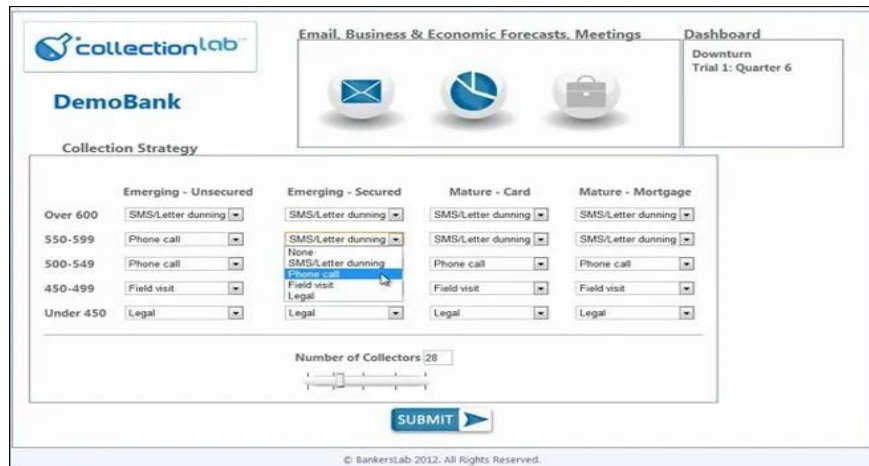 collectionlab
Email, Business & Economic Forecasts, Meetings
Dashboard
Downturn
Trial 1: Quarter 6
DemoBank
Collection Strategy
Emerging - Unsecured Emerging - Secured Mature - Card Mature - Mortgage
Over 600 SMS/Letter dunning SMS/Letter dunning SMS/Letter dunning SMS/Letter dunning
550-599 Phone call SMS/Letter dunning SMS/Letter dunning SMS/Letter dunning
None
SMS/Letter dunning
Phone call
Field visit
Legal
500-549 Phone call Phone call Phone call
450-499 Field visit Field visit Field visit
Under 450 Legal Legal Legal Legal
Number of Collectors 28
SUBMIT
© BankersLab 2012. All Rights Reserved.